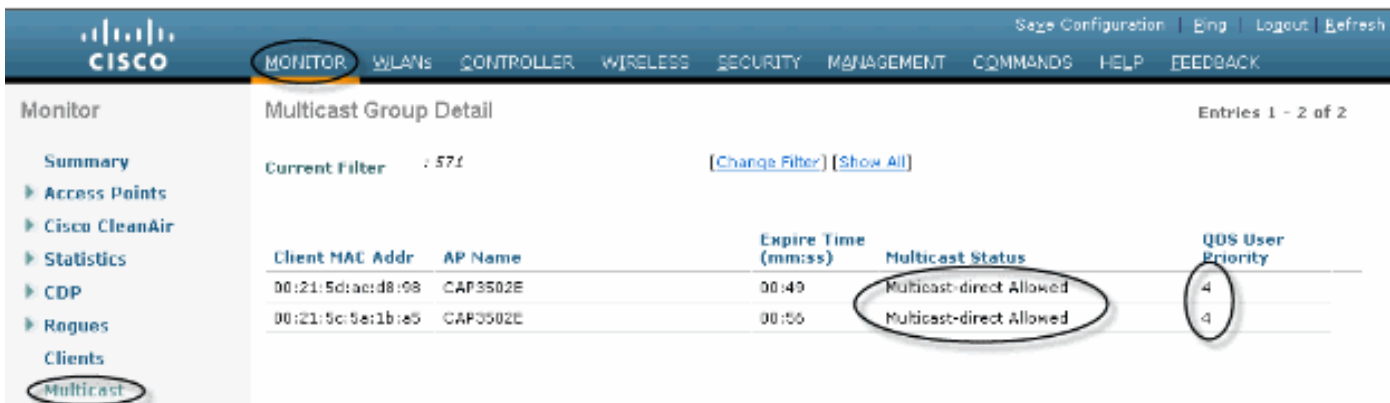 Save Configuration | Ping | Logout | Refresh
CISCO
MONITOR WLANs CONTROLLER WIRELESS SECURITY MANAGEMENT COMMANDS HELP FEEDBACK
Monitor
Summary
Access Points
Cisco CleanAir
Statistics
CDP
Rogues
Clients
Multicast
Multicast Group Detail
Entries 1 - 2 of 2
Current Filter : 571
[Change Filter] [Show All]
Client MAC Addr AP Name Expire Time (mm:ss) Multicast Status QOS User Priority
00:21:5d:ac:d8:98 CAP3502E 00:49 Multicast-direct Allowed 4
00:21:5c:5a:1b:a5 CAP3502E 00:56 Multicast-direct Allowed 4